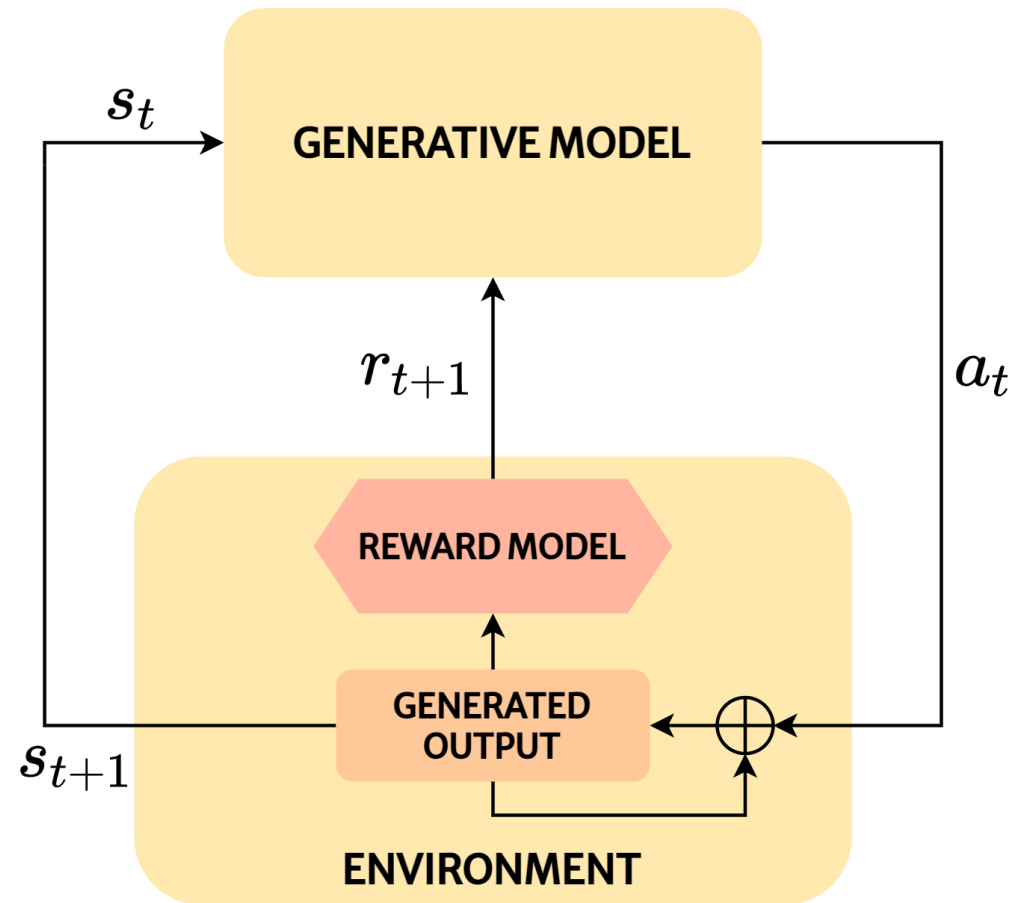 s_t
GENERATIVE MODEL
r_{t+1}
a_t
REWARD MODEL
GENERATED
OUTPUT
s_{t+1}
ENVIRONMENT